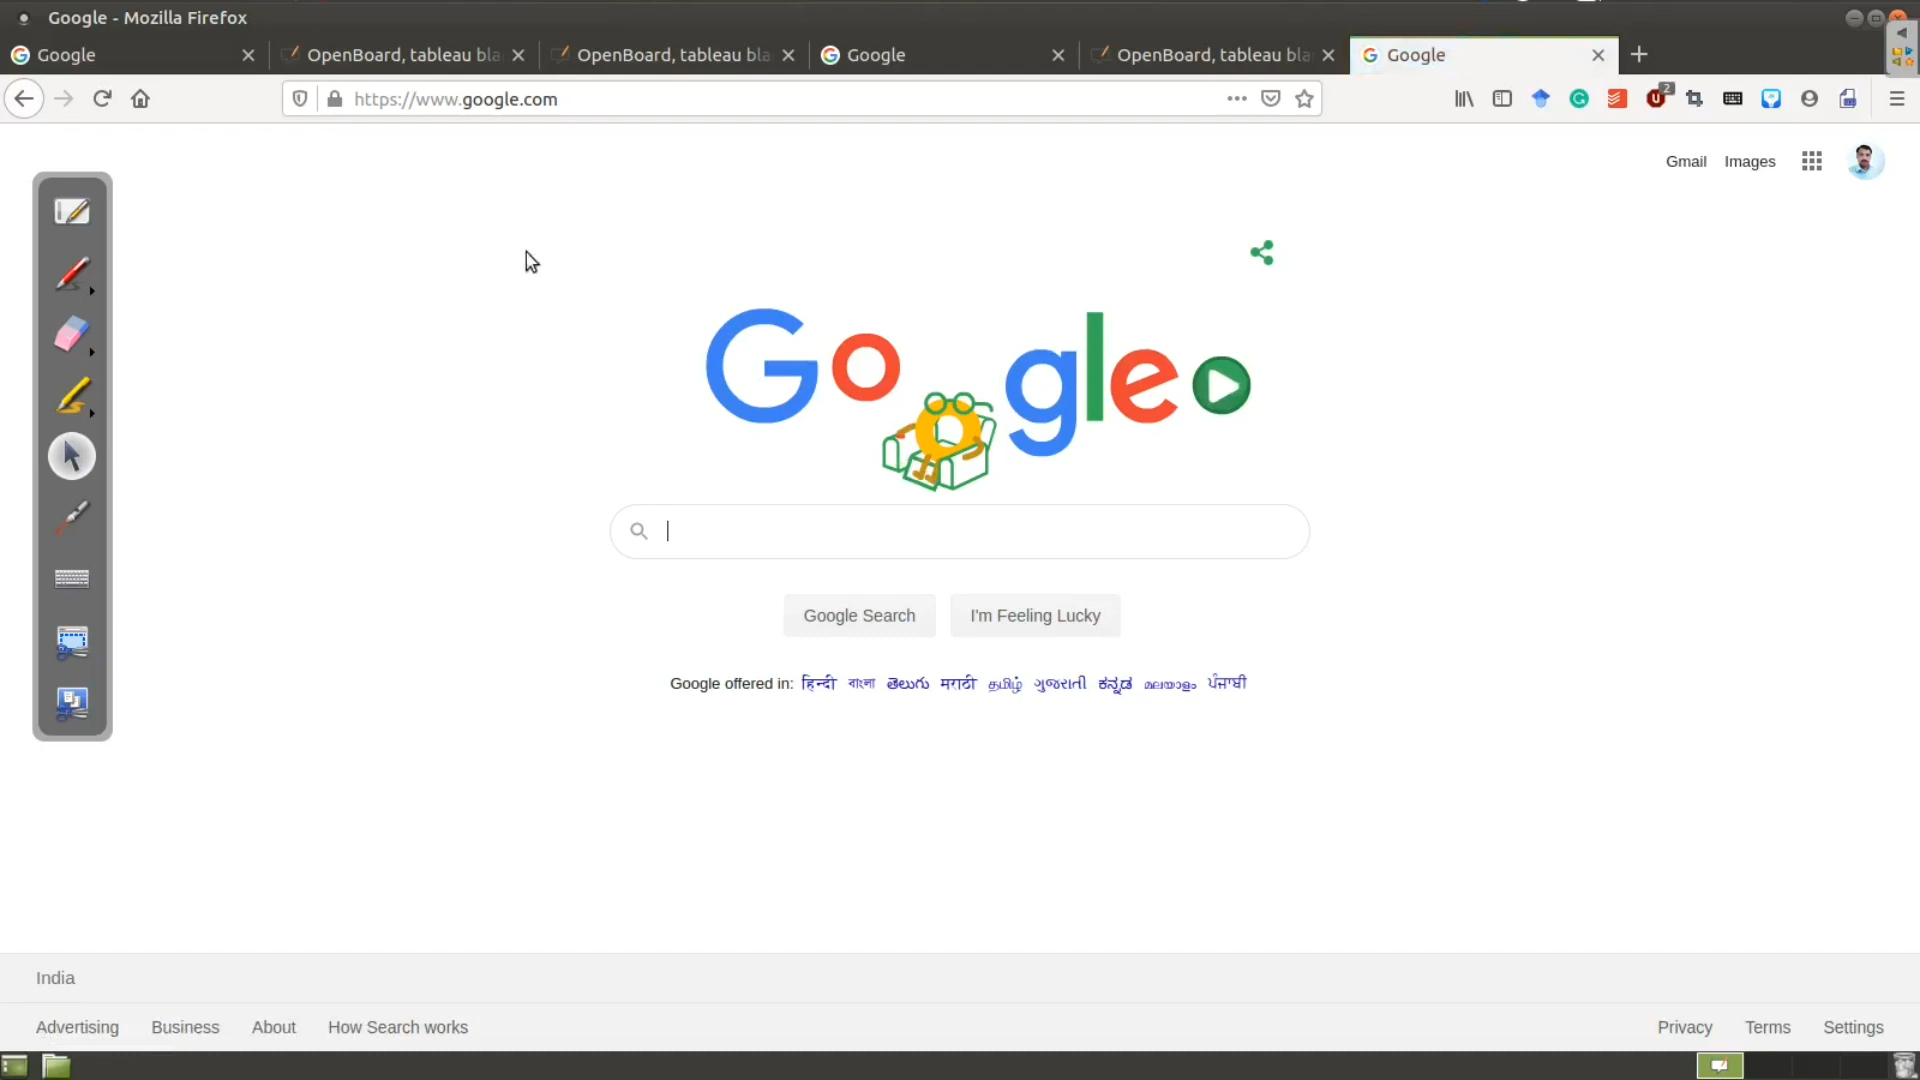 Google - Mozilla Firefox
Google
OpenBoard, tableau bla
OpenBoard, tableau bla
Google
OpenBoard, tableau bla
Google
https://www.google.com
2
Gmail Images
Google
Google Search
I'm Feeling Lucky
Google offered in: हिन्दी বাংলা తెలుగు मराठी தமிழ் ગુજરાતી ಕನ್ನಡ മലയാളം ਪੰਜਾਬੀ
India
Advertising Business About How Search works
Privacy Terms Settings